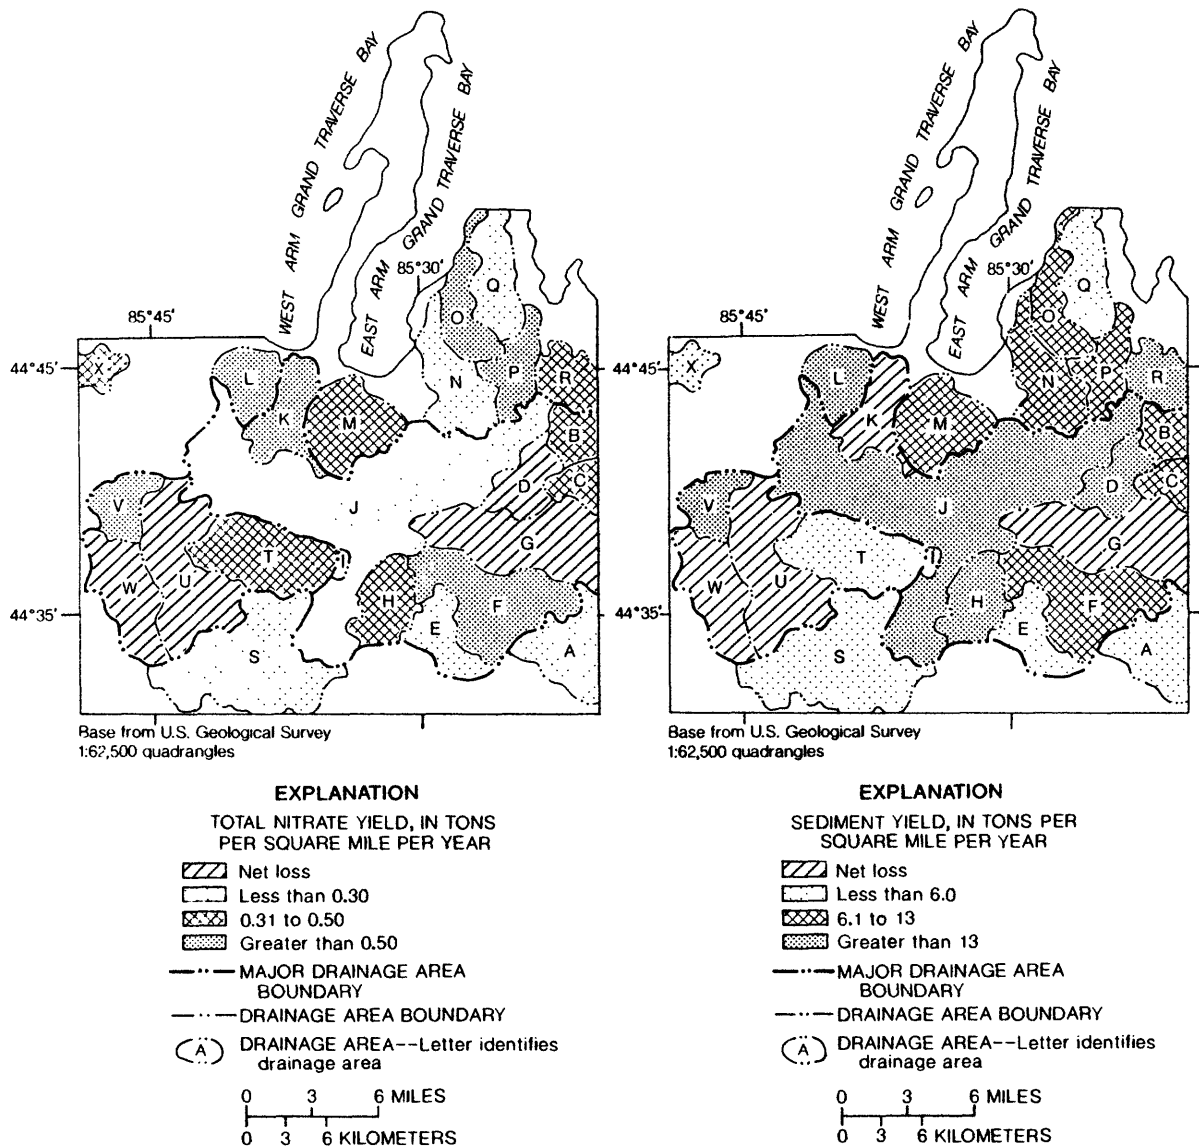 WEST ARM GRAND TRAVERSE BAY
EAST ARM GRAND TRAVERSE BAY
85°30'
85°45'
44°45'
44°35'
X
L
K
M
N
O
Q
P
R
B
C
D
J
G
V
W
U
T
I
H
F
E
S
A
Base from U.S. Geological Survey
1:62,500 quadrangles
EXPLANATION
TOTAL NITRATE YIELD, IN TONS
PER SQUARE MILE PER YEAR
Net loss
Less than 0.30
0.31 to 0.50
Greater than 0.50
MAJOR DRAINAGE AREA
BOUNDARY
DRAINAGE AREA BOUNDARY
A
DRAINAGE AREA--Letter identifies
drainage area
0 3 6 MILES
0 3 6 KILOMETERS
WEST ARM GRAND TRAVERSE BAY
EAST ARM GRAND TRAVERSE BAY
85°30'
85°45'
44°45'
44°35'
X
L
K
M
N
O
Q
P
R
B
C
D
J
G
V
W
U
T
I
H
F
E
S
A
Base from U.S. Geological Survey
1:62,500 quadrangles
EXPLANATION
SEDIMENT YIELD, IN TONS PER
SQUARE MILE PER YEAR
Net loss
Less than 6.0
6.1 to 13
Greater than 13
MAJOR DRAINAGE AREA
BOUNDARY
DRAINAGE AREA BOUNDARY
A
DRAINAGE AREA--Letter identifies
drainage area
0 3 6 MILES
0 3 6 KILOMETERS